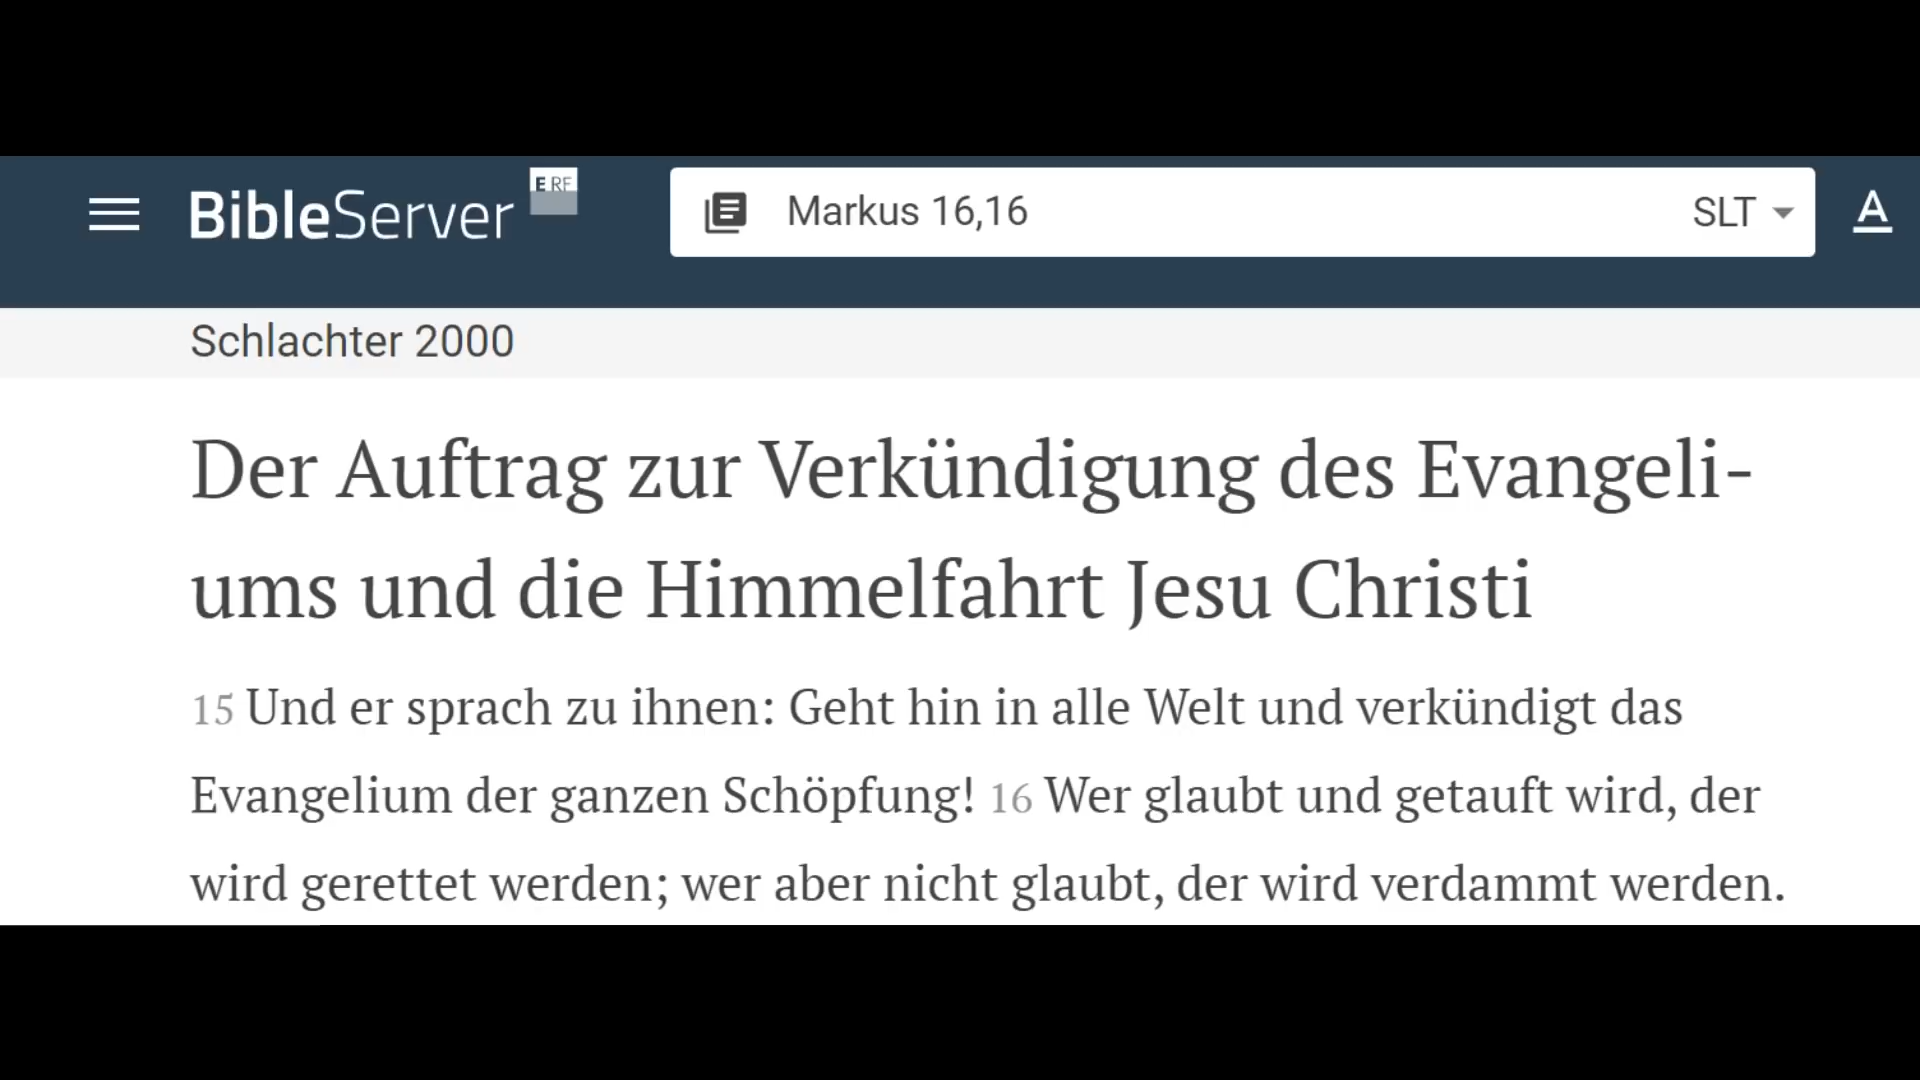 BibleServer ERF
Markus 16,16 SLT A
Schlachter 2000
Der Auftrag zur Verkündigung des Evangeli-
ums und die Himmelfahrt Jesu Christi
15 Und er sprach zu ihnen: Geht hin in alle Welt und verkündigt das
Evangelium der ganzen Schöpfung! 16 Wer glaubt und getauft wird, der
wird gerettet werden; wer aber nicht glaubt, der wird verdammt werden.